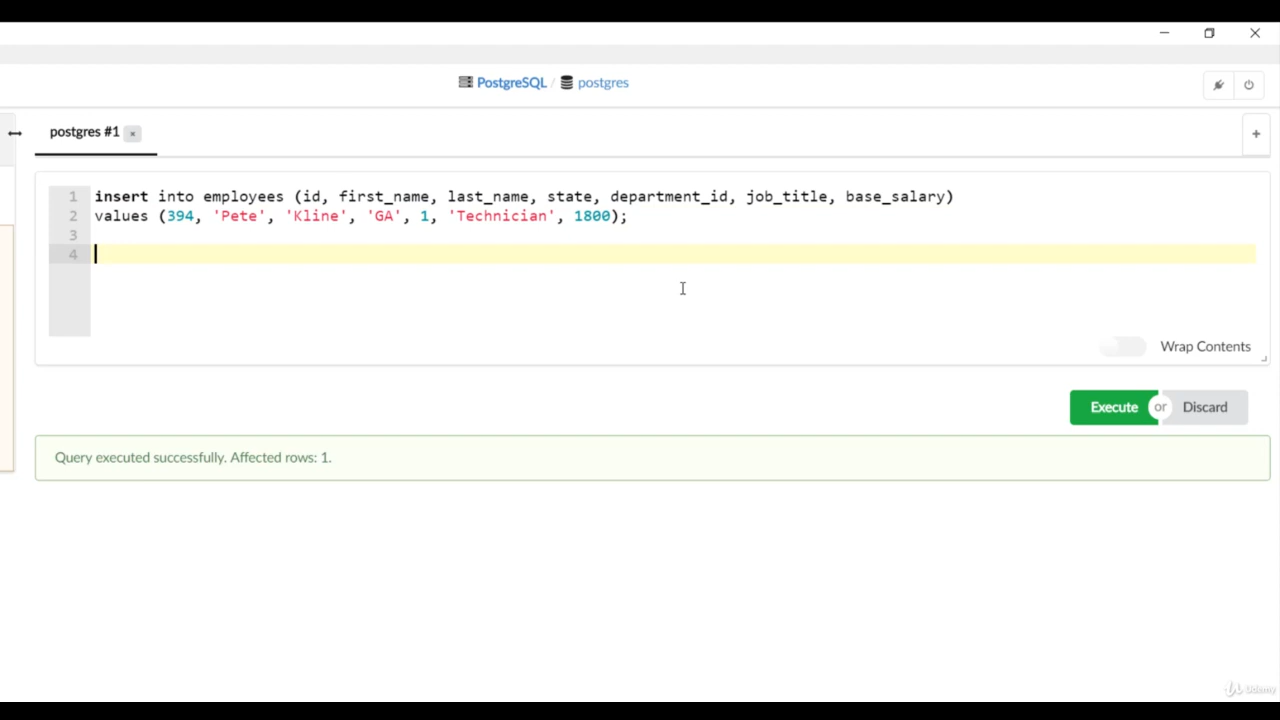 PostgreSQL / postgres
postgres #1
1 insert into employees (id, first_name, last_name, state, department_id, job_title, base_salary)
2 values (394, 'Pete', 'Kline', 'GA', 1, 'Technician', 1800);
3
4
Wrap Contents
Execute or Discard
Query executed successfully. Affected rows: 1.
Udemy